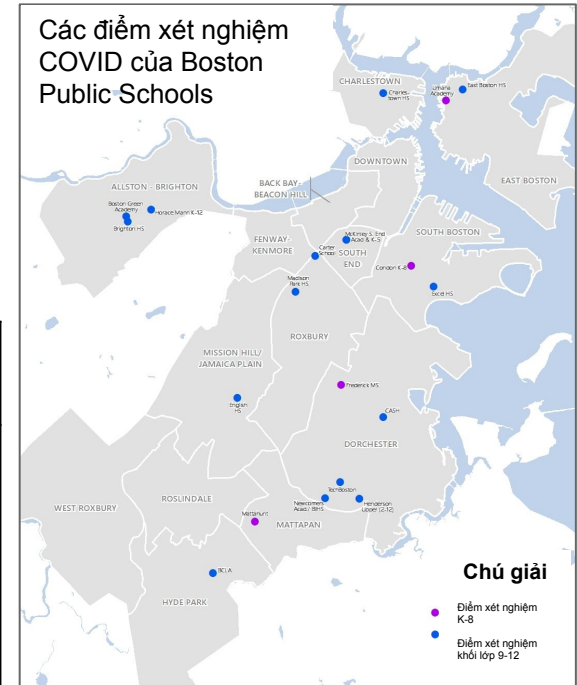 Các điểm xét nghiệm
COVID của Boston
Public Schools
CHARLESTOWN
Charles-
town HS
Umana
Academy
East Boston HS
EAST BOSTON
DOWNTOWN
BACK BAY-
BEACON HILL
ALLSTON - BRIGHTON
Boston Green
Academy
Horace Mann K-12
Brighton HS
FENWAY-
KENMORE
McKinley S. End
Acad & K-5
Carter
School
SOUTH
END
SOUTH BOSTON
Condon K-8
Excel HS
Madison
Park HS
ROXBURY
MISSION HILL/
JAMAICA PLAIN
Frederick MS
English
HS
CASH
DORCHESTER
TechBoston
Newcomers
Acad./ BIHS
Henderson
Upper (2-12)
WEST ROXBURY
ROSLINDALE
Mattahunt
MATTAPAN
BCLA
HYDE PARK
Chú giải
Điểm xét nghiệm
K-8
Điểm xét nghiệm
khối lớp 9-12